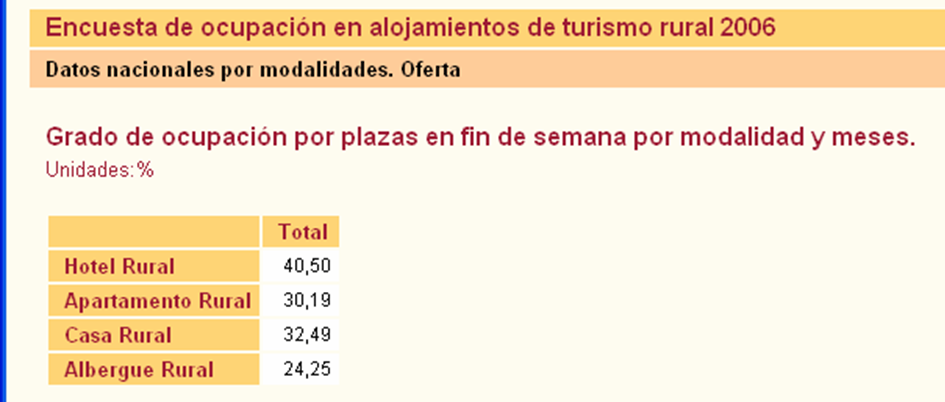 Encuesta de ocupación en alojamientos de turismo rural 2006
Datos nacionales por modalidades. Oferta
Grado de ocupación por plazas en fin de semana por modalidad y meses.
Unidades:%
Total
Hotel Rural 40,50
Apartamento Rural 30,19
Casa Rural 32,49
Albergue Rural 24,25